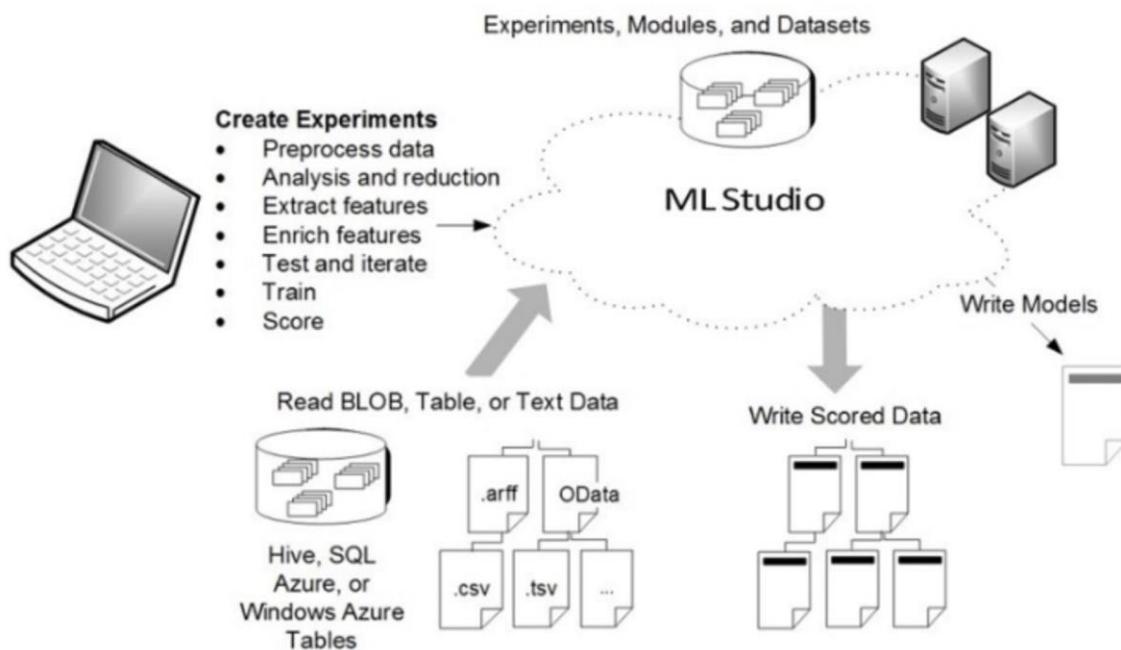 Experiments, Modules, and Datasets
Create Experiments
• Preprocess data
• Analysis and reduction
• Extract features
• Enrich features
• Test and iterate
• Train
• Score
ML Studio
Write Models
Read BLOB, Table, or Text Data
Write Scored Data
.arff
OData
Hive, SQL
Azure, or
Windows Azure
Tables
.csv
.tsv
...